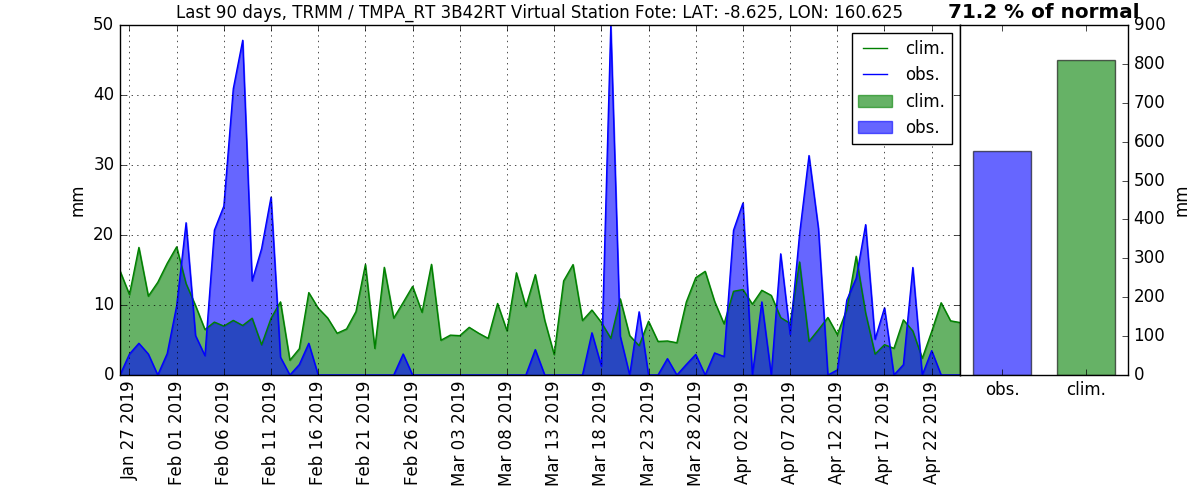 Last 90 days, TRMM / TMPA_RT 3B42RT Virtual Station Fote: LAT: -8.625, LON: 160.625
71.2 % of normal
50
40
30
20
10
0
mm
clim.
obs.
clim.
obs.
900
800
700
600
500
400
300
200
100
0
mm
obs.
clim.
Jan 27 2019
Feb 01 2019
Feb 06 2019
Feb 11 2019
Feb 16 2019
Feb 21 2019
Feb 26 2019
Mar 03 2019
Mar 08 2019
Mar 13 2019
Mar 18 2019
Mar 23 2019
Mar 28 2019
Apr 02 2019
Apr 07 2019
Apr 12 2019
Apr 17 2019
Apr 22 2019